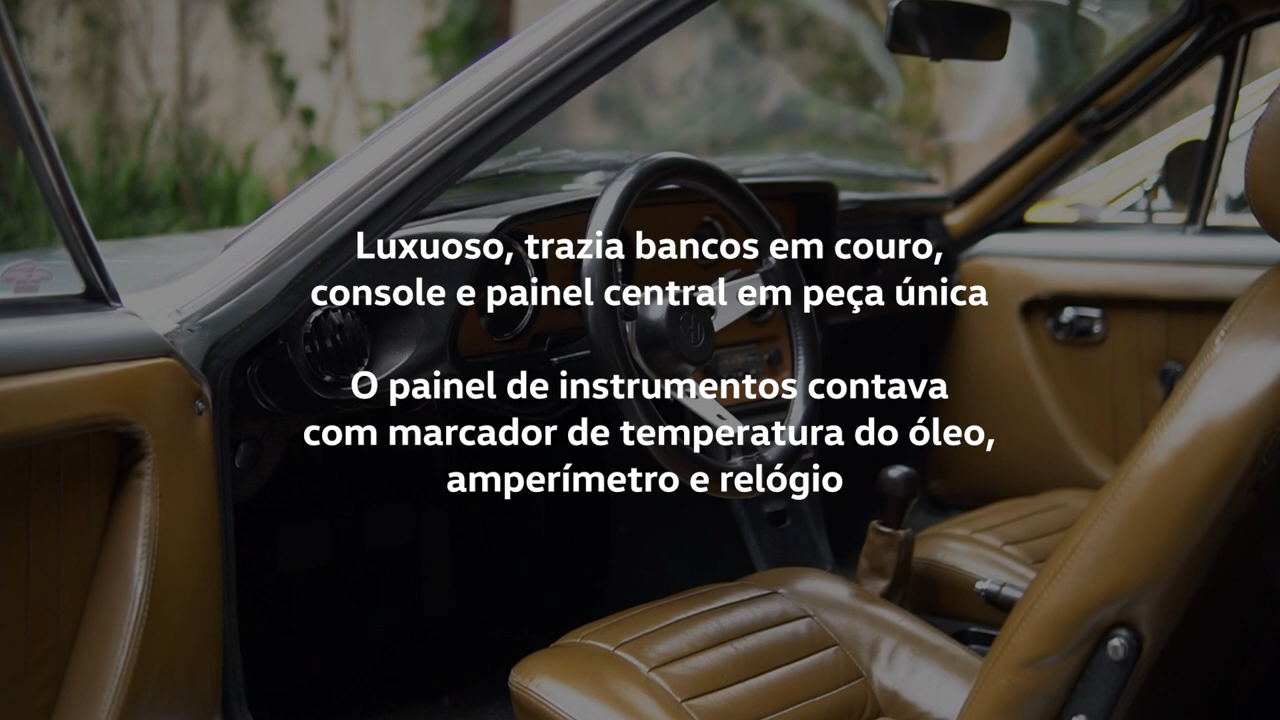 Luxuoso, trazia bancos em couro,
console e painel central em peça única
O painel de instrumentos contava
com marcador de temperatura do óleo,
amperímetro e relógio